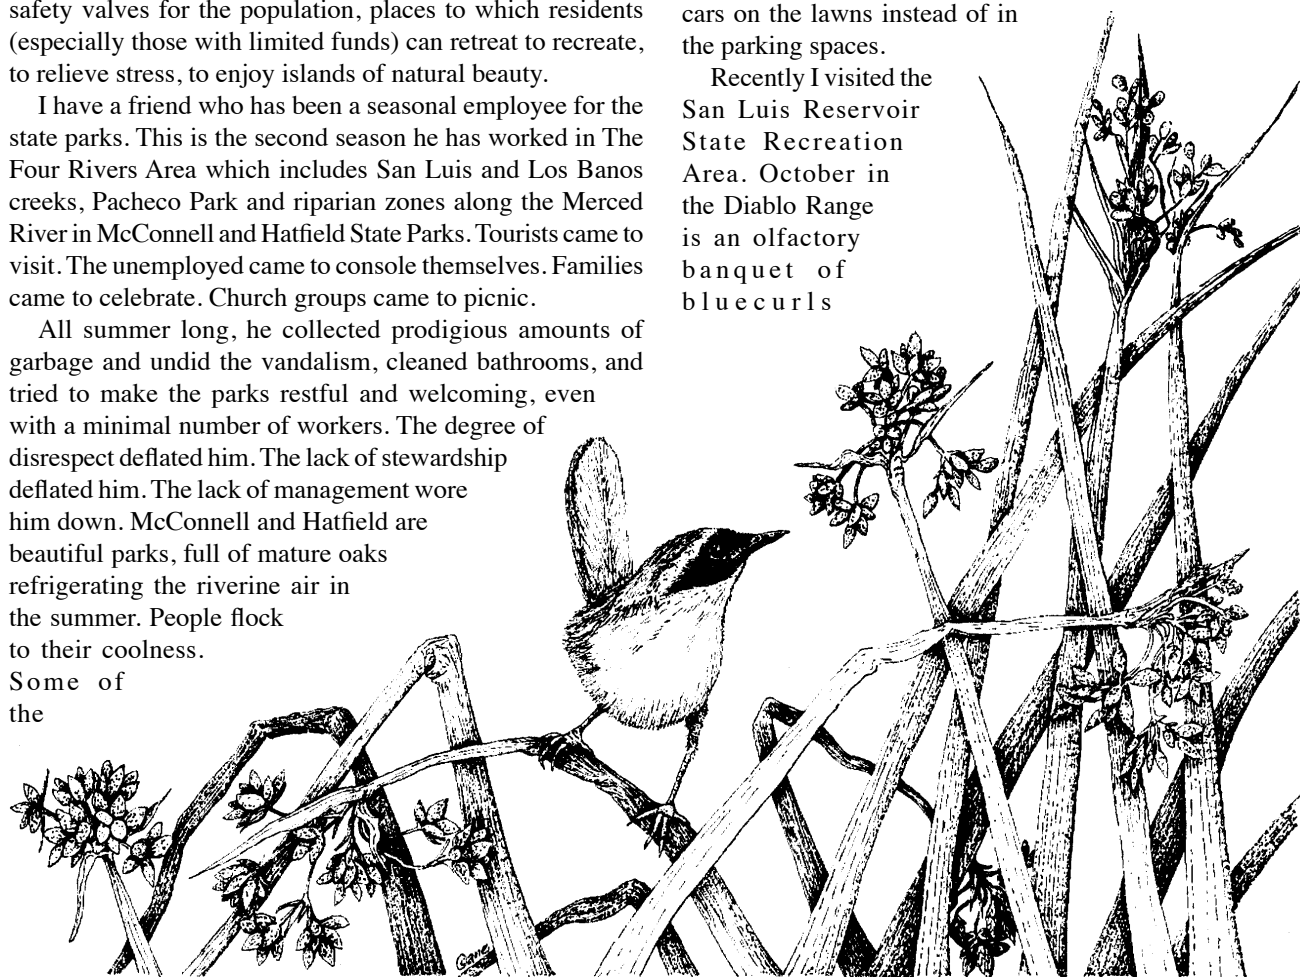 safety valves for the population, places to which residents
(especially those with limited funds) can retreat to recreate,
to relieve stress, to enjoy islands of natural beauty.
I have a friend who has been a seasonal employee for the
state parks. This is the second season he has worked in The
Four Rivers Area which includes San Luis and Los Banos
creeks, Pacheco Park and riparian zones along the Merced
River in McConnell and Hatfield State Parks. Tourists came to
visit. The unemployed came to console themselves. Families
came to celebrate. Church groups came to picnic.
All summer long, he collected prodigious amounts of
garbage and undid the vandalism, cleaned bathrooms, and
tried to make the parks restful and welcoming, even
with a minimal number of workers. The degree of
disrespect deflated him. The lack of stewardship
deflated him. The lack of management wore
him down. McConnell and Hatfield are
beautiful parks, full of mature oaks
refrigerating the riverine air in
the summer. People flock
to their coolness.
Some of
the
cars on the lawns instead of in
the parking spaces.
Recently I visited the
San Luis Reservoir
State Recreation
Area. October in
the Diablo Range
is an olfactory
banquet of
bluecurls